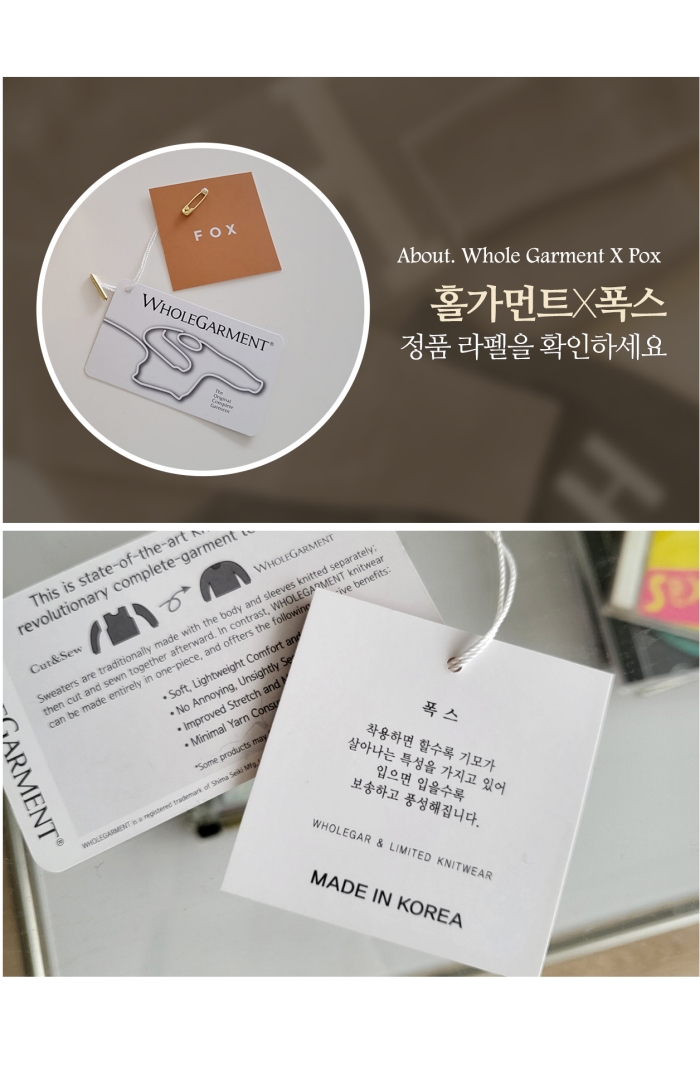 FOX
WHOLEGARMENT®
The
Original
Complete
Garment
About. Whole Garment X Pox
홀가먼트X폭스
정품 라펠을 확인하세요
This is state-of-the-art
revolutionary complete-garment
WHOLEGARMENT
Cut&Sew
Sweaters are traditionally made with the body and sleeves knitted separately;
then cut and sewn together afterward. In contrast, WHOLEGARMENT knitwear
can be made entirely in one-piece, and offters the following benefits:
• Soft, Lightweight Comfort and
• No Annoying, Unsightly
• Improved Stretch and
• Minimal Yarn
*Some products may
WHOLEGARMENT is a registered trademark of Shima Seiki Mfg.,
GARMENT®
폭스
착용하면 할수록 기모가
살아나는 특성을 가지고 있어
입으면 입을수록
보송하고 풍성해집니다.
WHOLEGAR & LIMITED KNITWEAR
MADE IN KOREA